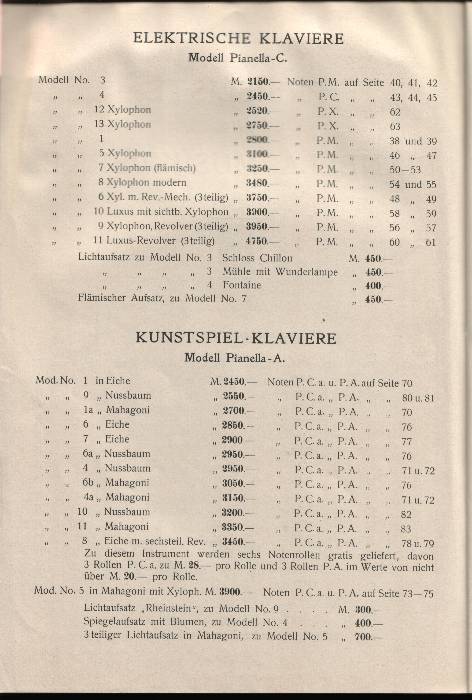 ELEKTRISCHE KLAVIERE
Modell Pianella-C.
Modell No. 3 M. 2150.— Noten P. M. auf Seite 40, 41, 42
„ „ 4 „ 2450.— „ P. C. „ „ 43, 44, 45
„ „ 12 Xylophon „ 2520.— „ P. X. „ „ 62
„ „ 13 Xylophon „ 2750.— „ P. X. „ „ 63
„ „ 1 „ 2800.— „ P. M. „ „ 38 und 39
„ „ 5 Xylophon „ 3100.— „ P. M. „ „ 46 „ 47
„ „ 7 Xylophon (flämisch) „ 3250.— „ P. M. „ „ 50—53
„ „ 8 Xylophon modern „ 3480.— „ P. M. „ „ 54 und 55
„ „ 6 Xyl. m. Rev.-Mech. (3teilig) „ 3750.— „ P. M. „ „ 48 „ 49
„ „ 10 Luxus mit sichtb. Xylophon „ 3900.— „ P. M. „ „ 58 „ 59
„ „ 9 Xylophon, Revolver (3teilig) „ 3950.— „ P. M. „ „ 56 „ 57
„ „ 11 Luxus-Revolver (3teilig) „ 4750.— „ P. M. „ „ 60 „ 61
Lichtaufsatz zu Modell No. 3 Schloss Chillon M. 450.—
„ „ „ „ 3 Mühle mit Wunderlampe „ 450.—
„ „ „ „ 4 Fontaine „ 400.
Flämischer Aufsatz, zu Modell No. 7 „ 450.—
KUNSTSPIEL-KLAVIERE
Modell Pianella-A.
Mod. No. 1 in Eiche M. 2450.— Noten P. C. a. u. P. A. auf Seite 70
„ „ 9 „ Nussbaum „ 2550.— „ P. C. a. „ P. A. „ „ 80 u. 81
„ „ 1a „ Mahagoni „ 2700.— „ P. C. a. „ P. A. „ „ 70
„ „ 6 „ Eiche „ 2850.— „ P. C. a. „ P. A. „ „ 76
„ „ 7 „ Eiche „ 2900 — „ P. C. a. „ P. A. „ „ 77
„ „ 6a „ Nussbaum „ 2950.— „ P. C. a. „ P. A. „ „ 76
„ „ 4 „ Nussbaum „ 2950.— „ P. C. a. „ P. A. „ „ 71 u. 72
„ „ 6b „ Mahagoni „ 3050.— „ P. C. a. „ P. A. „ „ 76
„ „ 4a „ Mahagoni „ 3150.— „ P. C. a. „ P. A. „ „ 71 u. 72
„ „ 10 „ Nussbaum „ 3200.— „ P. C. a. „ P. A. „ „ 82
„ „ 11 „ Mahagoni „ 3350.— „ P. C. a. „ P. A. „ „ 83
„ „ 8 „ Eiche m. sechsteil. Rev. „ 3450.— „ P. C. a. „ P. A. „ „ 78 u. 79
Zu diesem Instrument werden sechs Notenrollen gratis geliefert, davon
3 Rollen P. C. a. zu M. 28.— pro Rolle und 3 Rollen P. A. im Werte von nicht
über M. 20.— pro Rolle.
Mod. No. 5 in Mahagoni mit Xyloph. M. 3900.— Noten P. C. a. u. P. A. auf Seite 73—75
Lichtaufsatz „Rheinstein“, zu Modell No. 9 . . . . M. 300.—
Spiegelaufsatz mit Blumen, zu Modell No. 4 . . . . „ 400.—
3 teiliger Lichtaufsatz in Mahagoni, zu Modell No. 5 „ 700.—